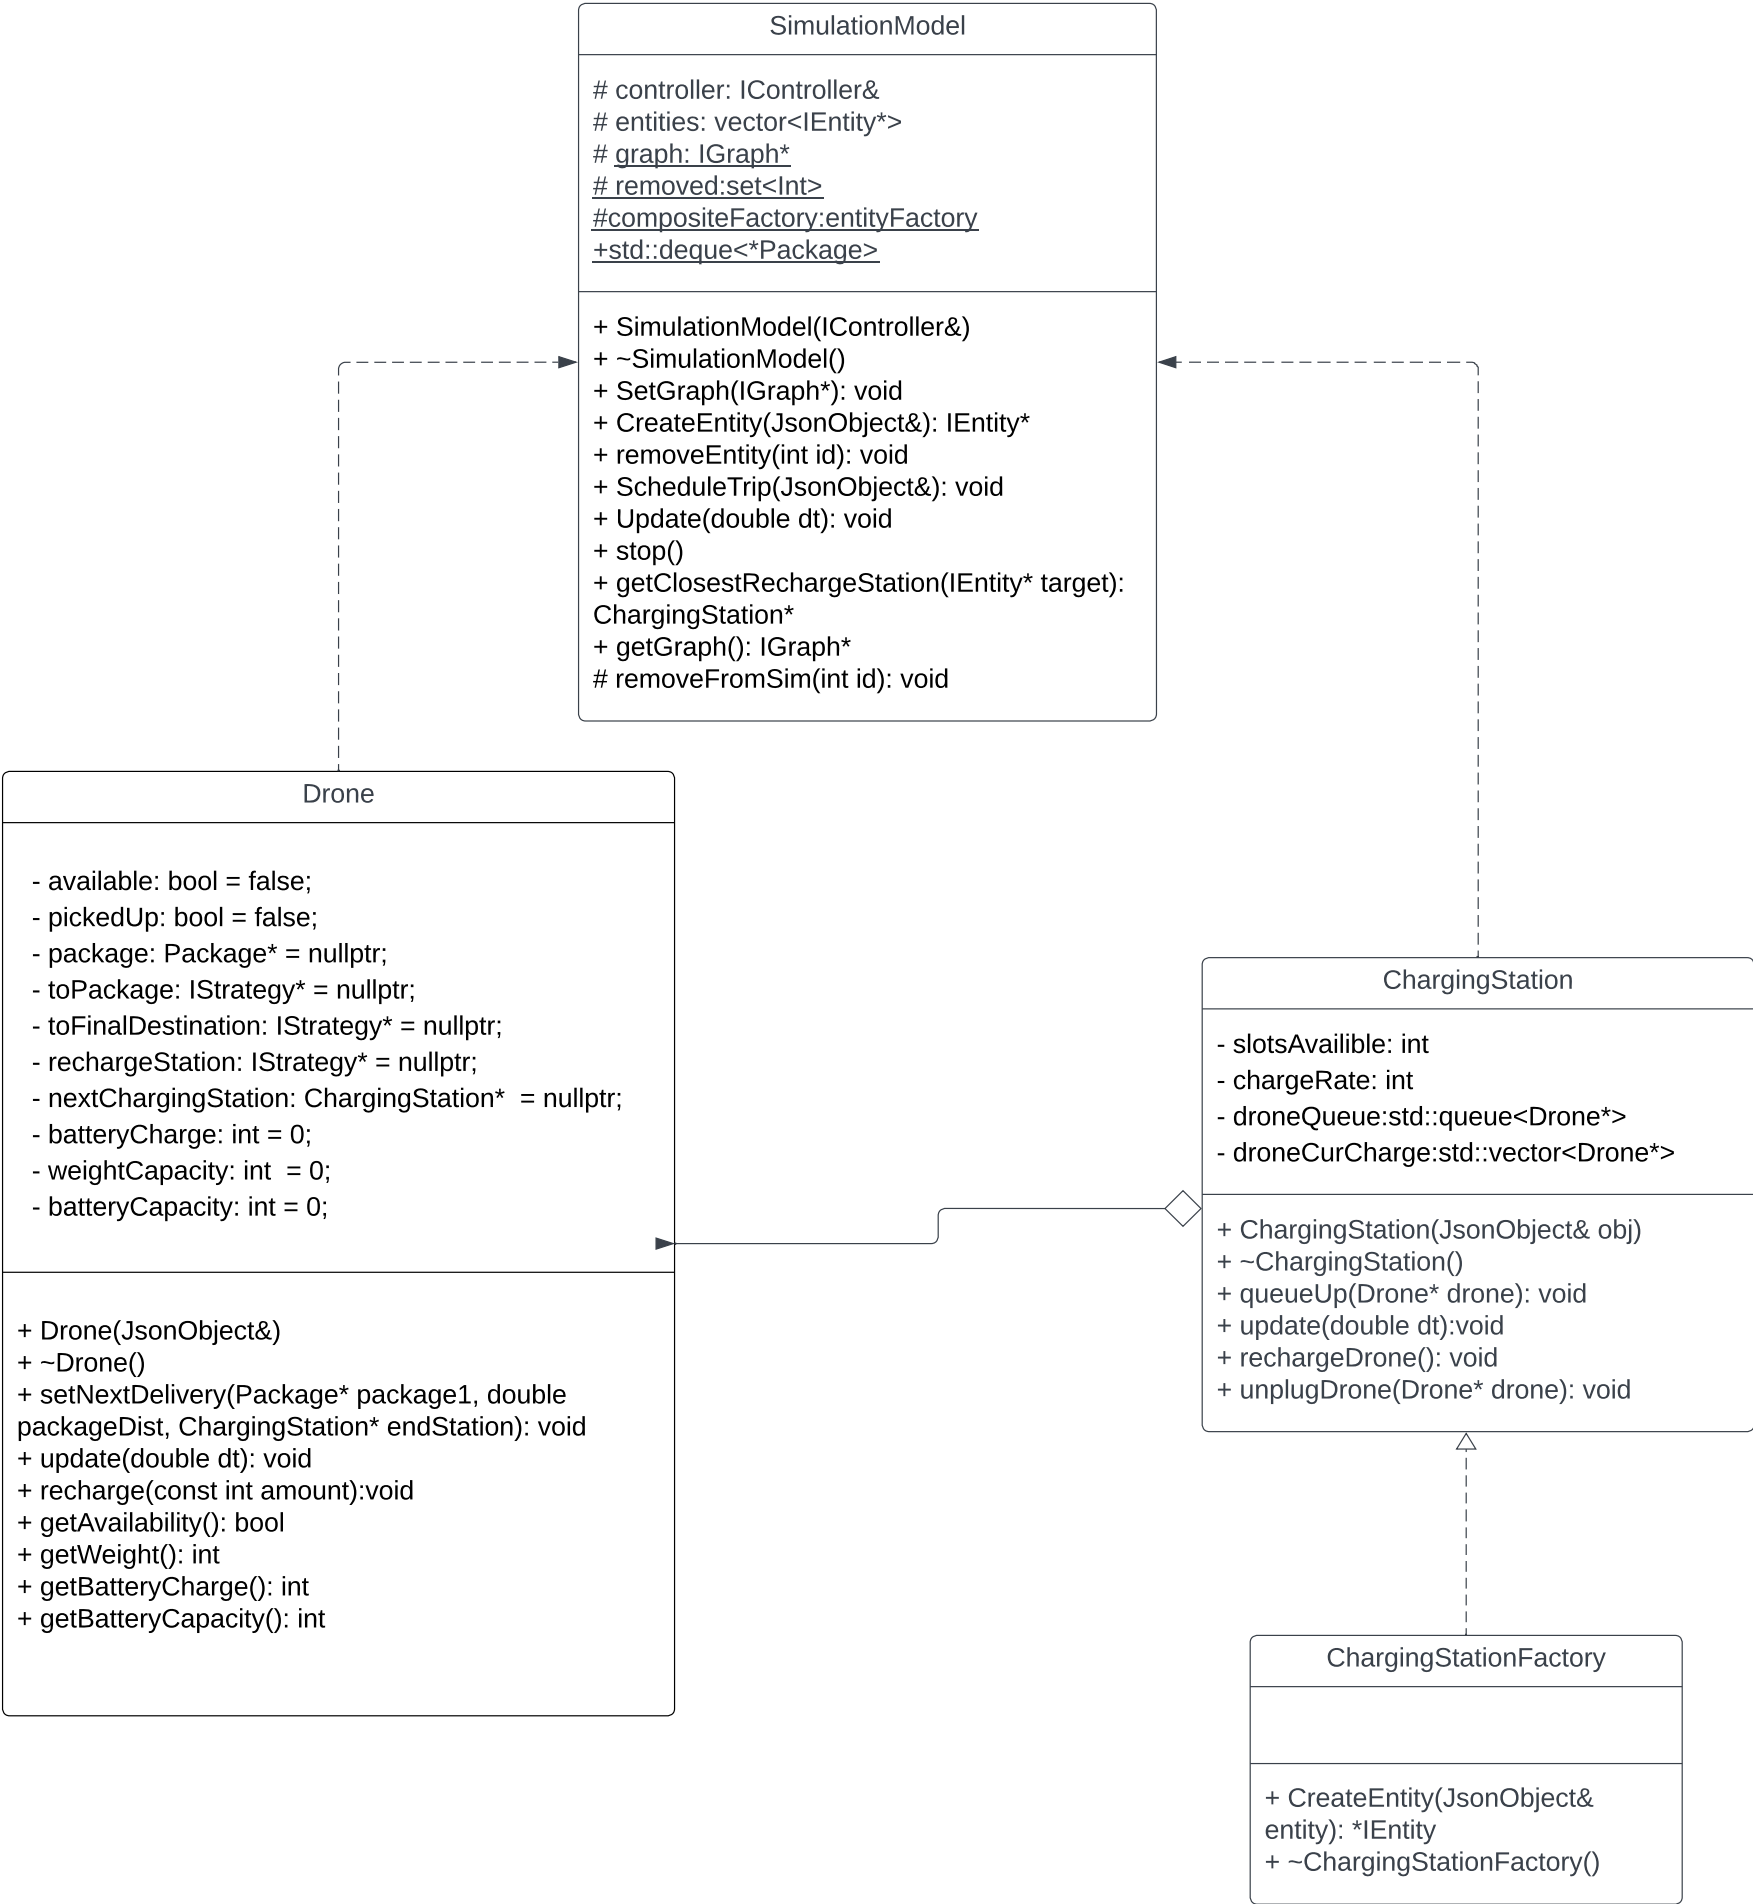 SimulationModel
# controller: IController&
# entities: vector<IEntity*>
# graph: IGraph*
# removed:set<Int>
#compositeFactory:entityFactory
+std::deque<*Package>
+ SimulationModel(IController&)
+ ~SimulationModel()
+ SetGraph(IGraph*): void
+ CreateEntity(JsonObject&): IEntity*
+ removeEntity(int id): void
+ ScheduleTrip(JsonObject&): void
+ Update(double dt): void
+ stop()
+ getClosestRechargeStation(IEntity* target):
ChargingStation*
+ getGraph(): IGraph*
# removeFromSim(int id): void
Drone
- available: bool = false;
- pickedUp: bool = false;
- package: Package* = nullptr;
- toPackage: IStrategy* = nullptr;
- toFinalDestination: IStrategy* = nullptr;
- rechargeStation: IStrategy* = nullptr;
- nextChargingStation: ChargingStation*  = nullptr;
- batteryCharge: int = 0;
- weightCapacity: int  = 0;
- batteryCapacity: int = 0;
+ Drone(JsonObject&)
+ ~Drone()
+ setNextDelivery(Package* package1, double
packageDist, ChargingStation* endStation): void
+ update(double dt): void
+ recharge(const int amount):void
+ getAvailability(): bool
+ getWeight(): int
+ getBatteryCharge(): int
+ getBatteryCapacity(): int
ChargingStation
- slotsAvailible: int
- chargeRate: int
- droneQueue:std::queue<Drone*>
- droneCurCharge:std::vector<Drone*>
+ ChargingStation(JsonObject& obj)
+ ~ChargingStation()
+ queueUp(Drone* drone): void
+ update(double dt):void
+ rechargeDrone(): void
+ unplugDrone(Drone* drone): void
ChargingStationFactory
+ CreateEntity(JsonObject&
entity): *IEntity
+ ~ChargingStationFactory()